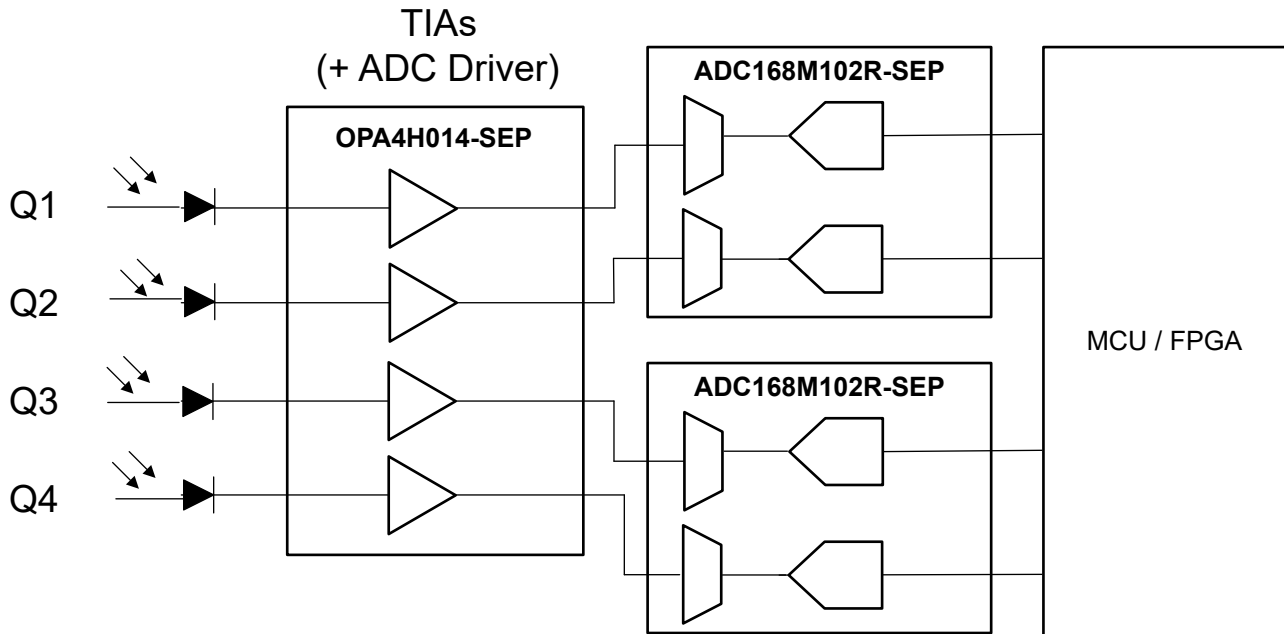 TIAs
(+ ADC Driver)
OPA4H014-SEP
ADC168M102R-SEP
Q1
Q2
Q3
Q4
ADC168M102R-SEP
MCU / FPGA